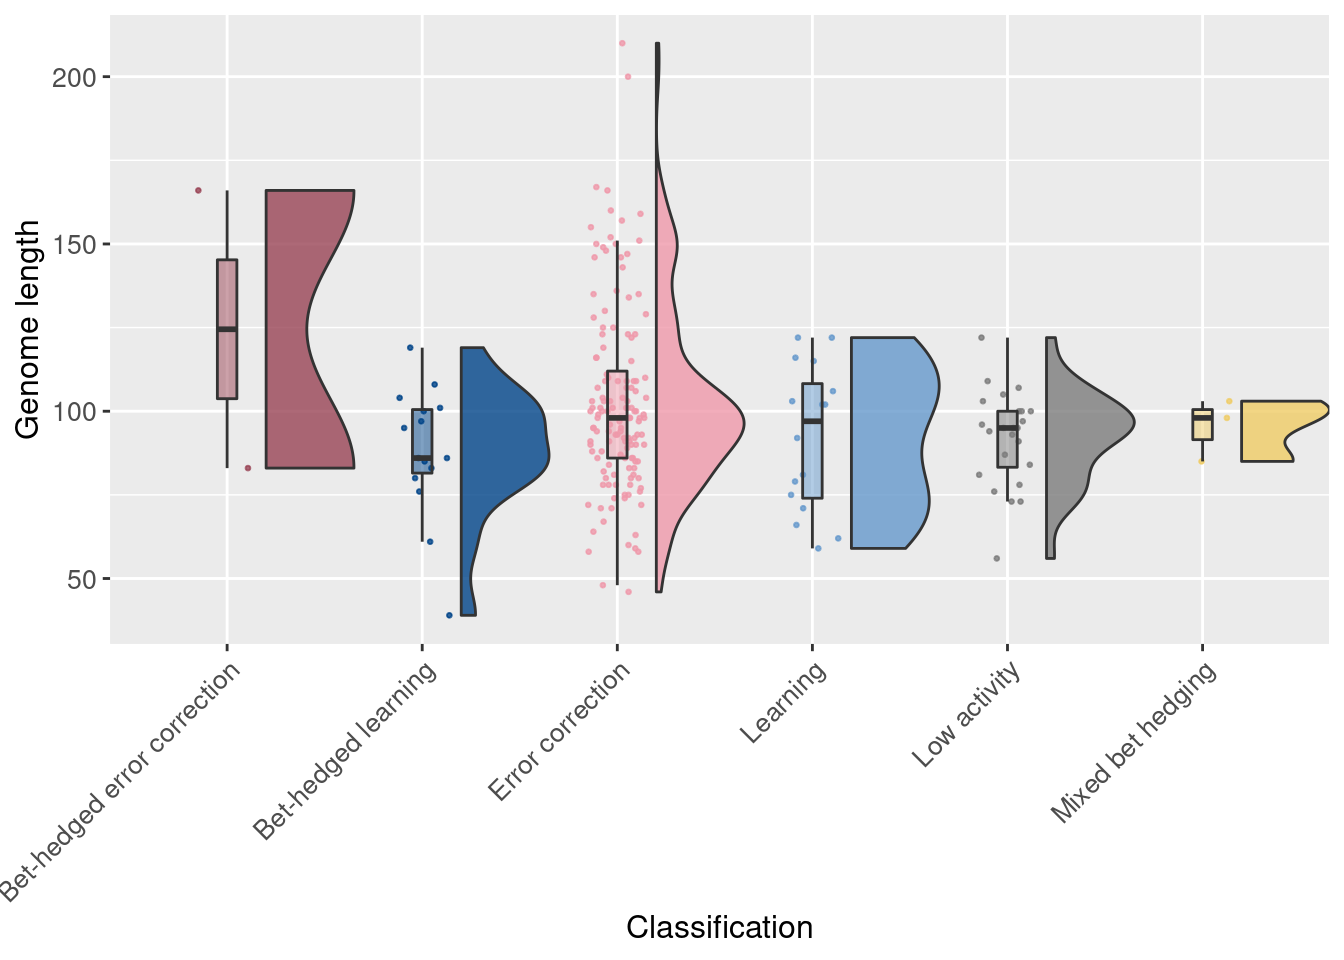 Genome length
200
150
100
50
Bet-hedged error correction
Bet-hedged learning
Error correction
Learning
Low activity
Mixed bet hedging
Classification